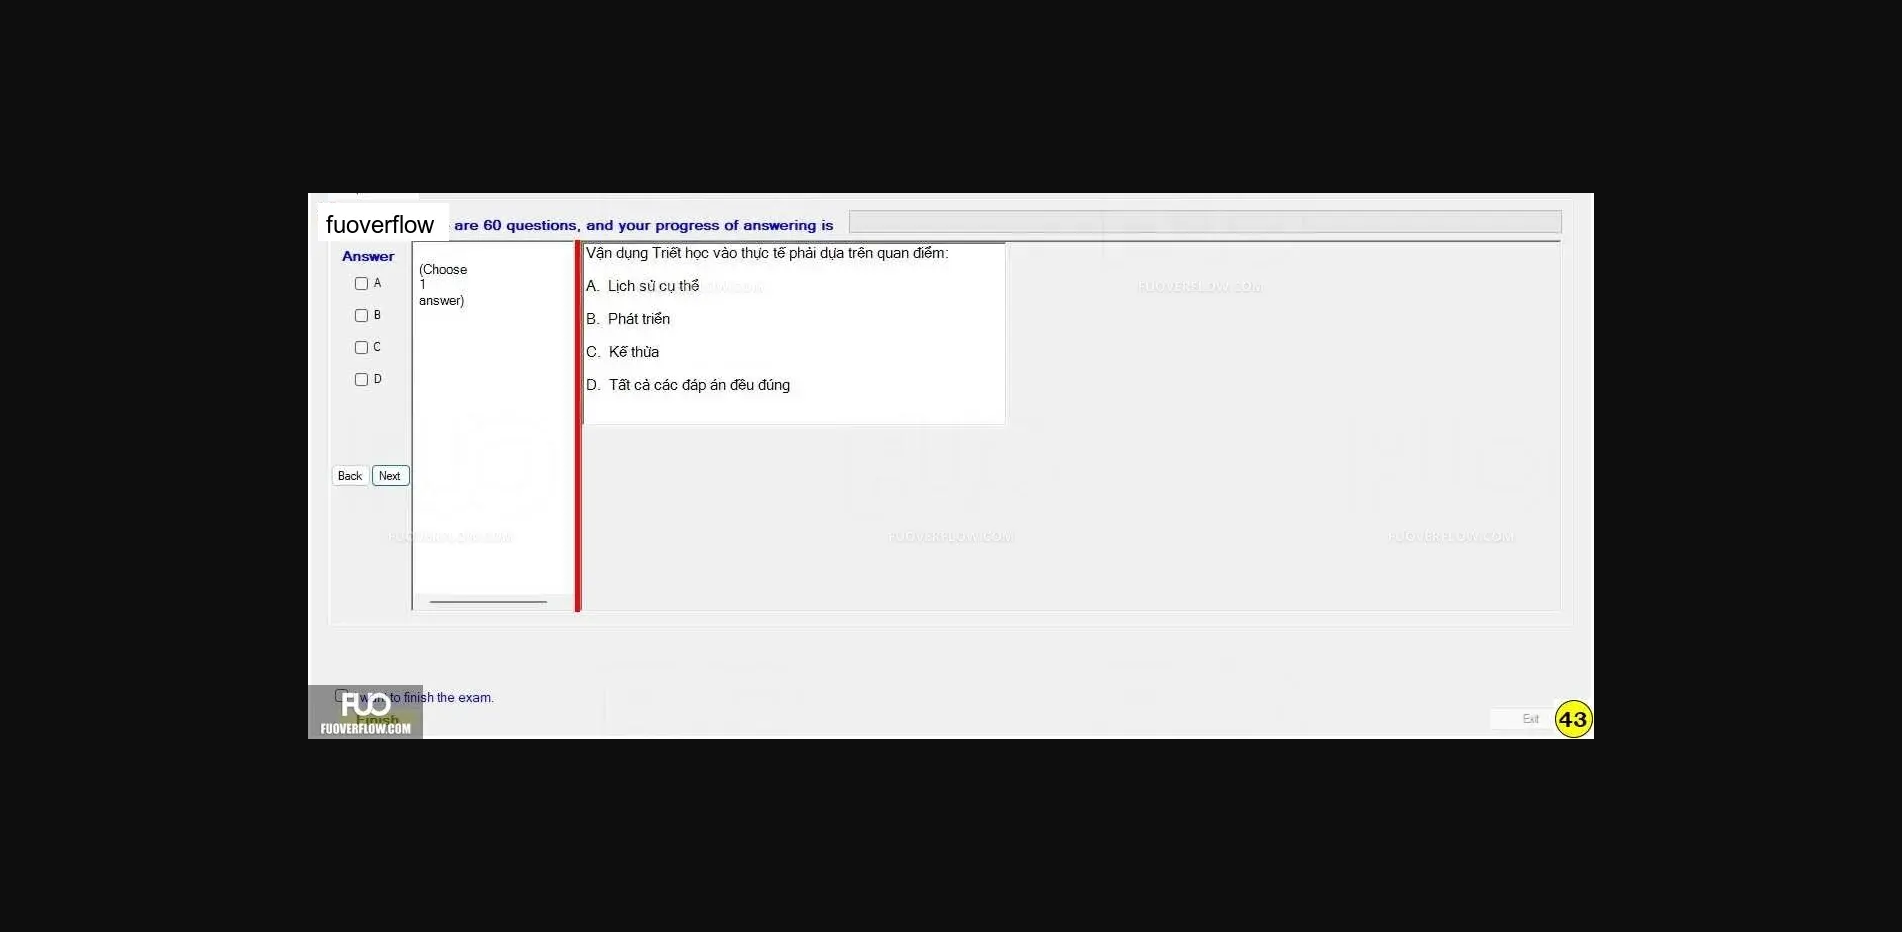 fuoverflow are 60 questions, and your progress of answering is
Answer
A
B
C
D
(Choose
1
answer)
Vận dụng Triết học vào thực tế phải dựa trên quan điểm:
A. Lịch sử cụ thể
B. Phát triển
C. Kế thừa
D. Tất cả các đáp án đều đúng
FUOVERFLOW.COM
Back Next
FUOVERFLOW.COM FUOVERFLOW.COM FUOVERFLOW.COM
want to finish the exam.
FUO
Finish
FUOVERFLOW.COM
Exit 43